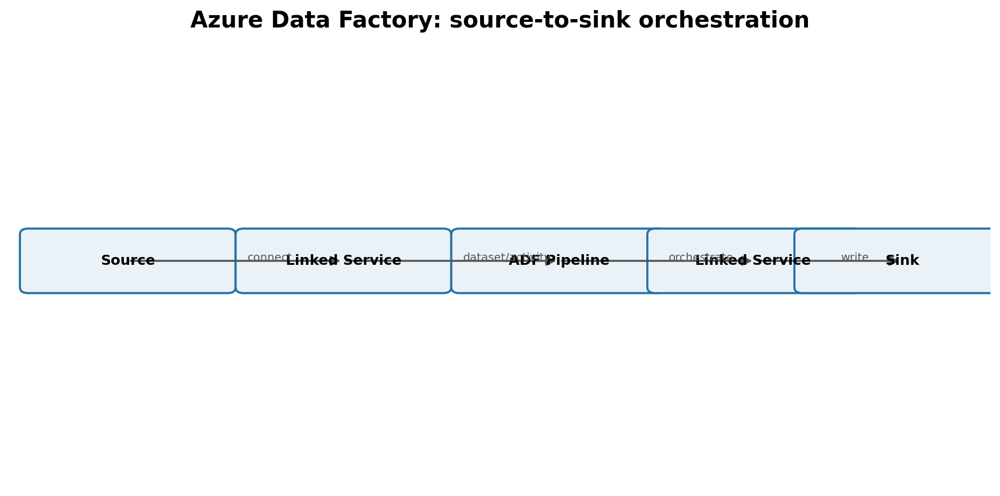 Azure Data Factory: source-to-sink orchestration
Source
connect
Linked Service
dataset/activity
ADF Pipeline
orchestrate
Linked Service
write
Sink